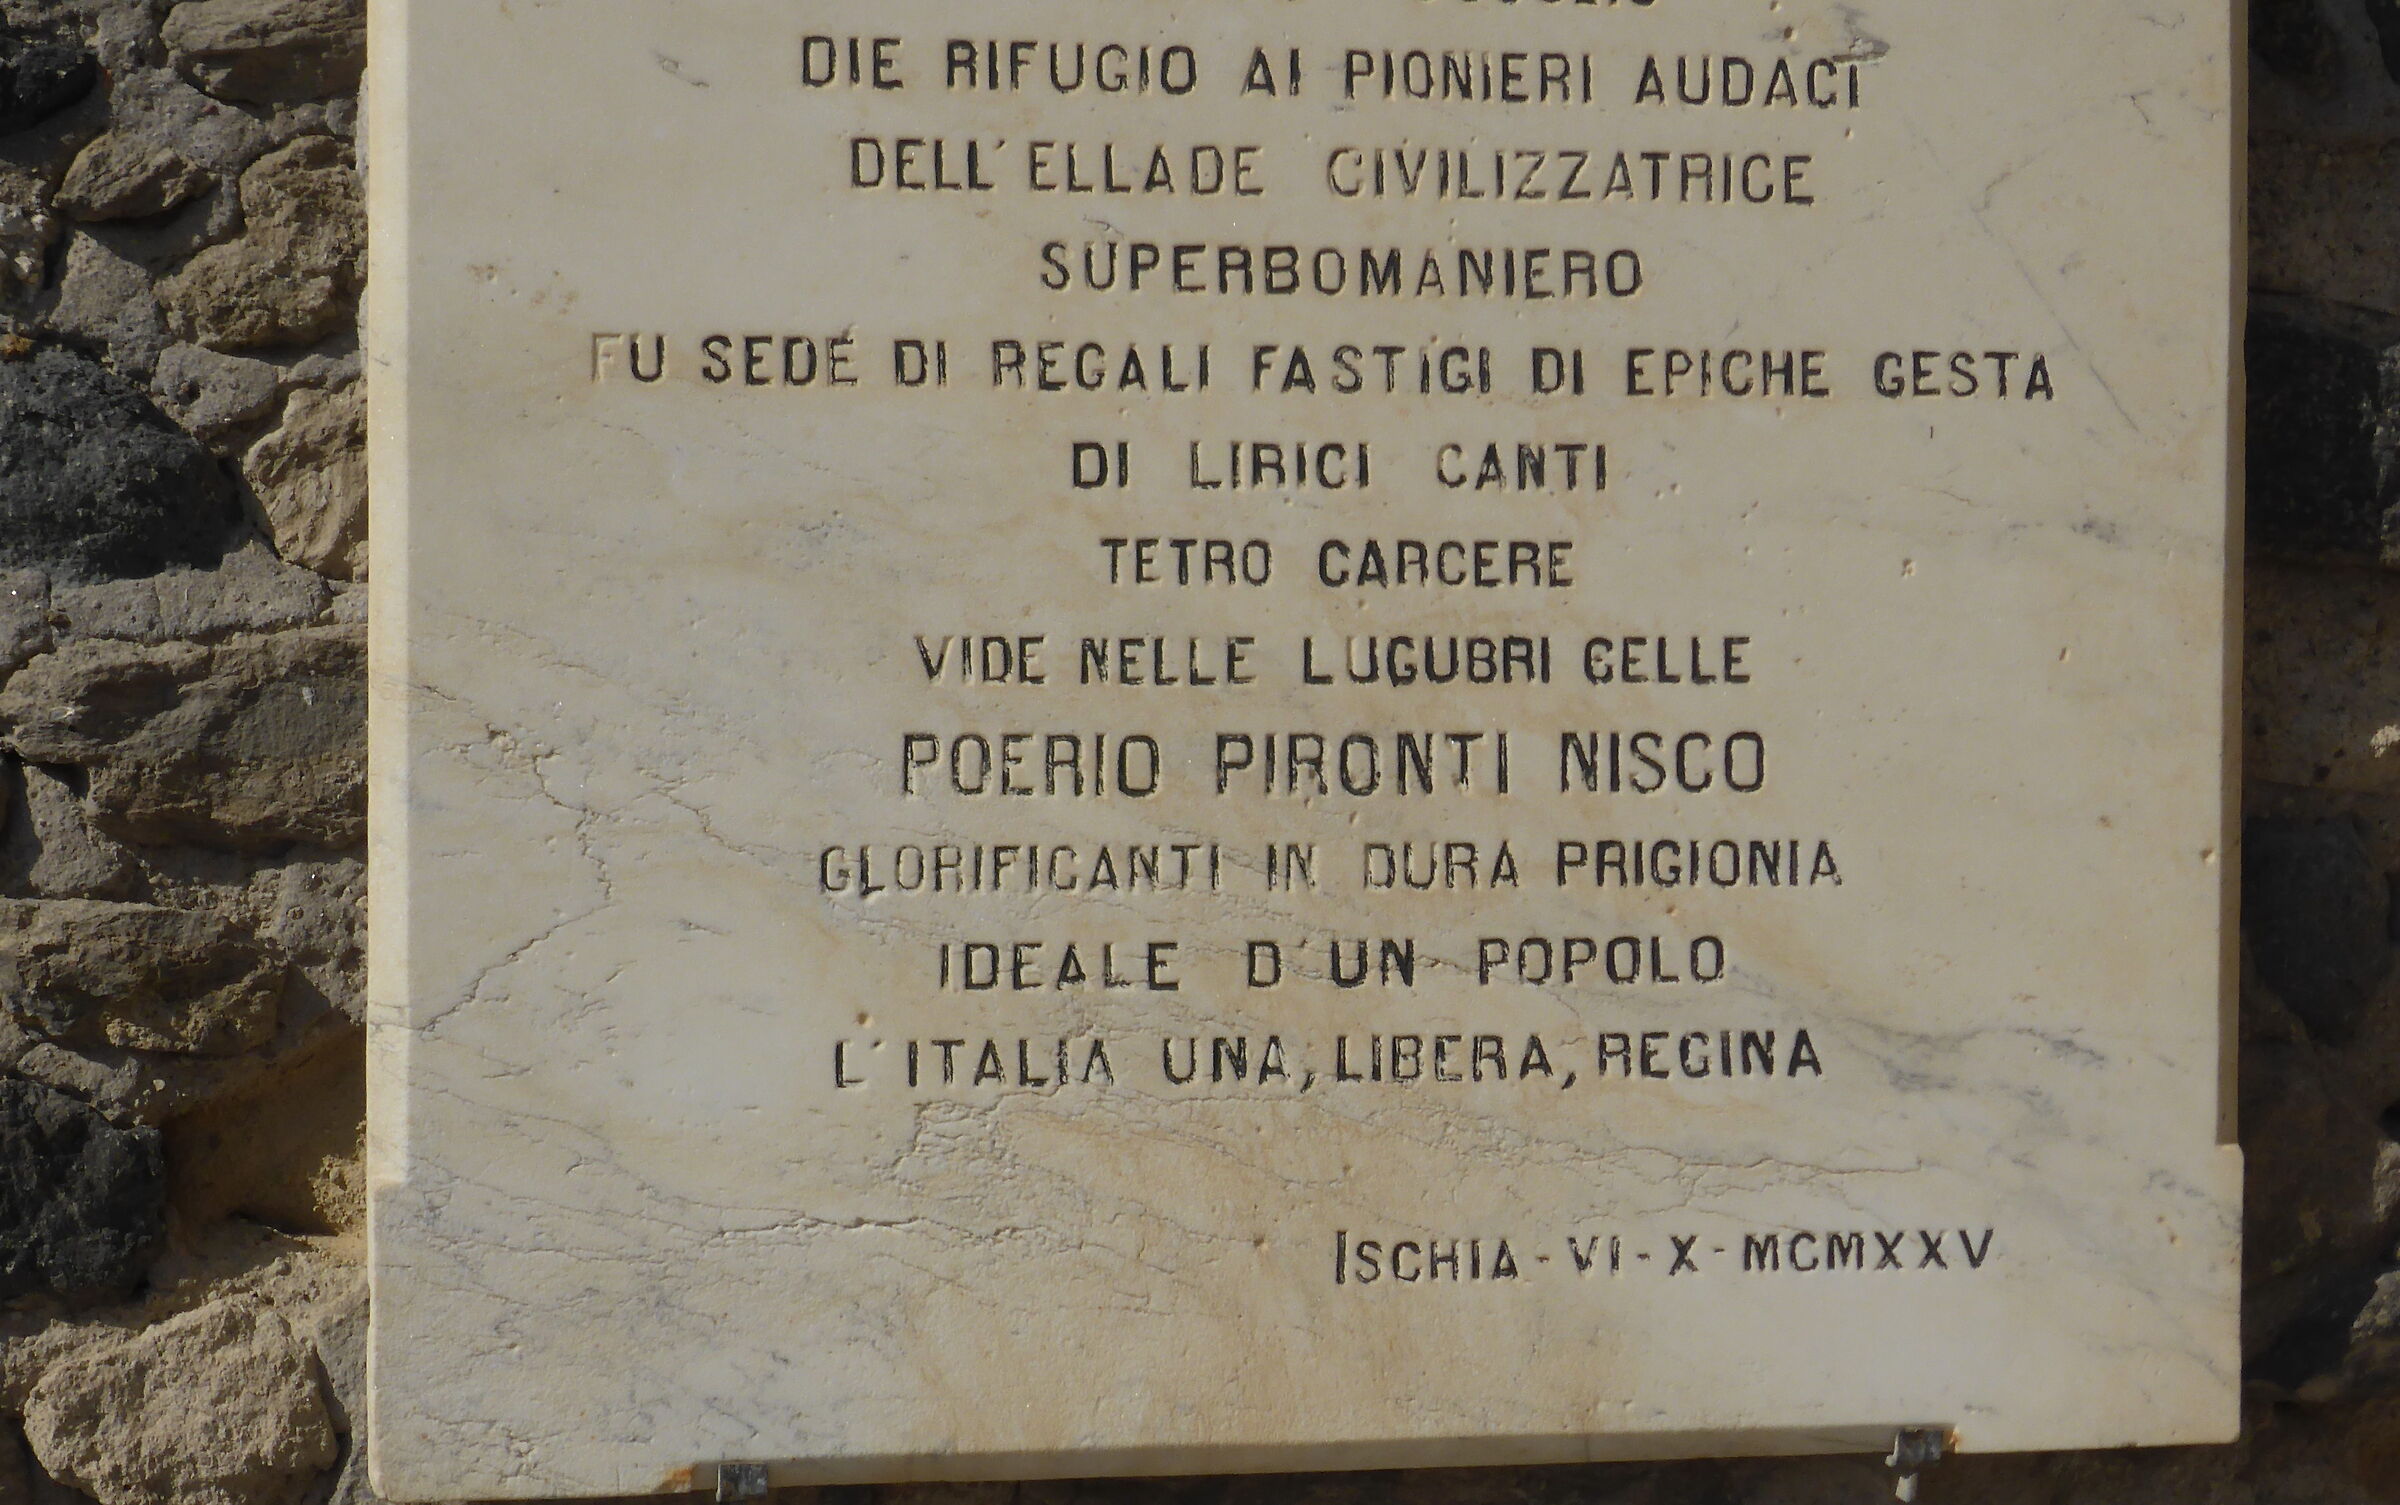 DIE RIFUGIO AI PIONIERI AUDACI
DELL'ELLADE CIVILIZZATRICE
SUPERBOMANIERO
FU SEDE DI REGALI FASTIGI DI EPICHE GESTA
DI LIRICI CANTI
TETRO CARCERE
VIDE NELLE LUGUBRI CELLE
POERIO PIRONTI NISCO
GLORIFICANTI IN DURA PRIGIONIA
IDEALE D'UN POPOLO
L'ITALIA UNA, LIBERA, REGINA
ISCHIA - VI - X - MCMXXV